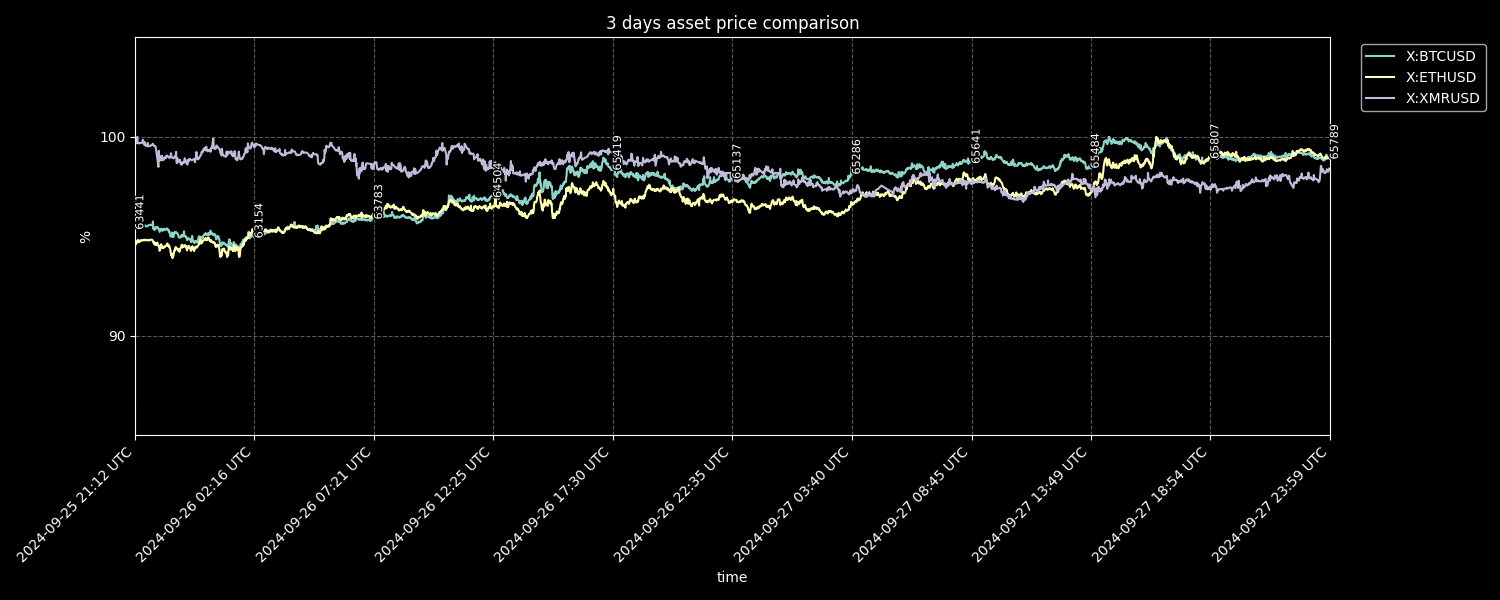 3 days asset price comparison
X:BTCUSD
X:ETHUSD
X:XMRUSD
100
90
%
63441
63154
63783
64504
65419
65137
65286
65641
65484
65807
65789
2024-09-25 21:12 UTC
2024-09-26 02:16 UTC
2024-09-26 07:21 UTC
2024-09-26 12:25 UTC
2024-09-26 17:30 UTC
2024-09-26 22:35 UTC
2024-09-27 03:40 UTC
2024-09-27 08:45 UTC
2024-09-27 13:49 UTC
2024-09-27 18:54 UTC
2024-09-27 23:59 UTC
time